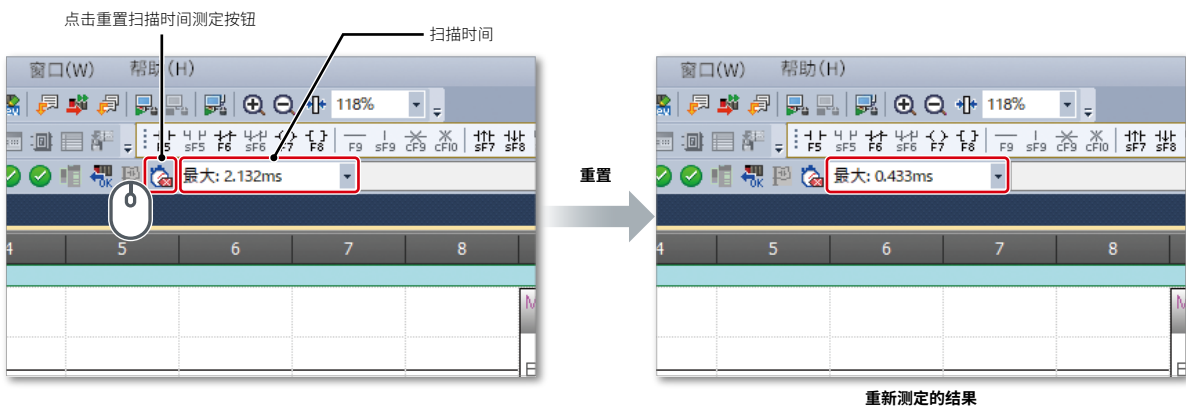 点击重置扫描时间测定按钮
扫描时间
窗口(W) 帮助(H)
118%
F5 sF5 F6 sF6 F7 F8 F9 sF9 cF9 cF10 sF7 sF8
OK 最大: 2.132ms
4 5 6 7 8
重置
窗口(W) 帮助(H)
118%
F5 sF5 F6 sF6 F7 F8 F9 sF9 cF9 cF10 sF7 sF8
OK 最大: 0.433ms
4 5 6 7 8
重新测定的结果